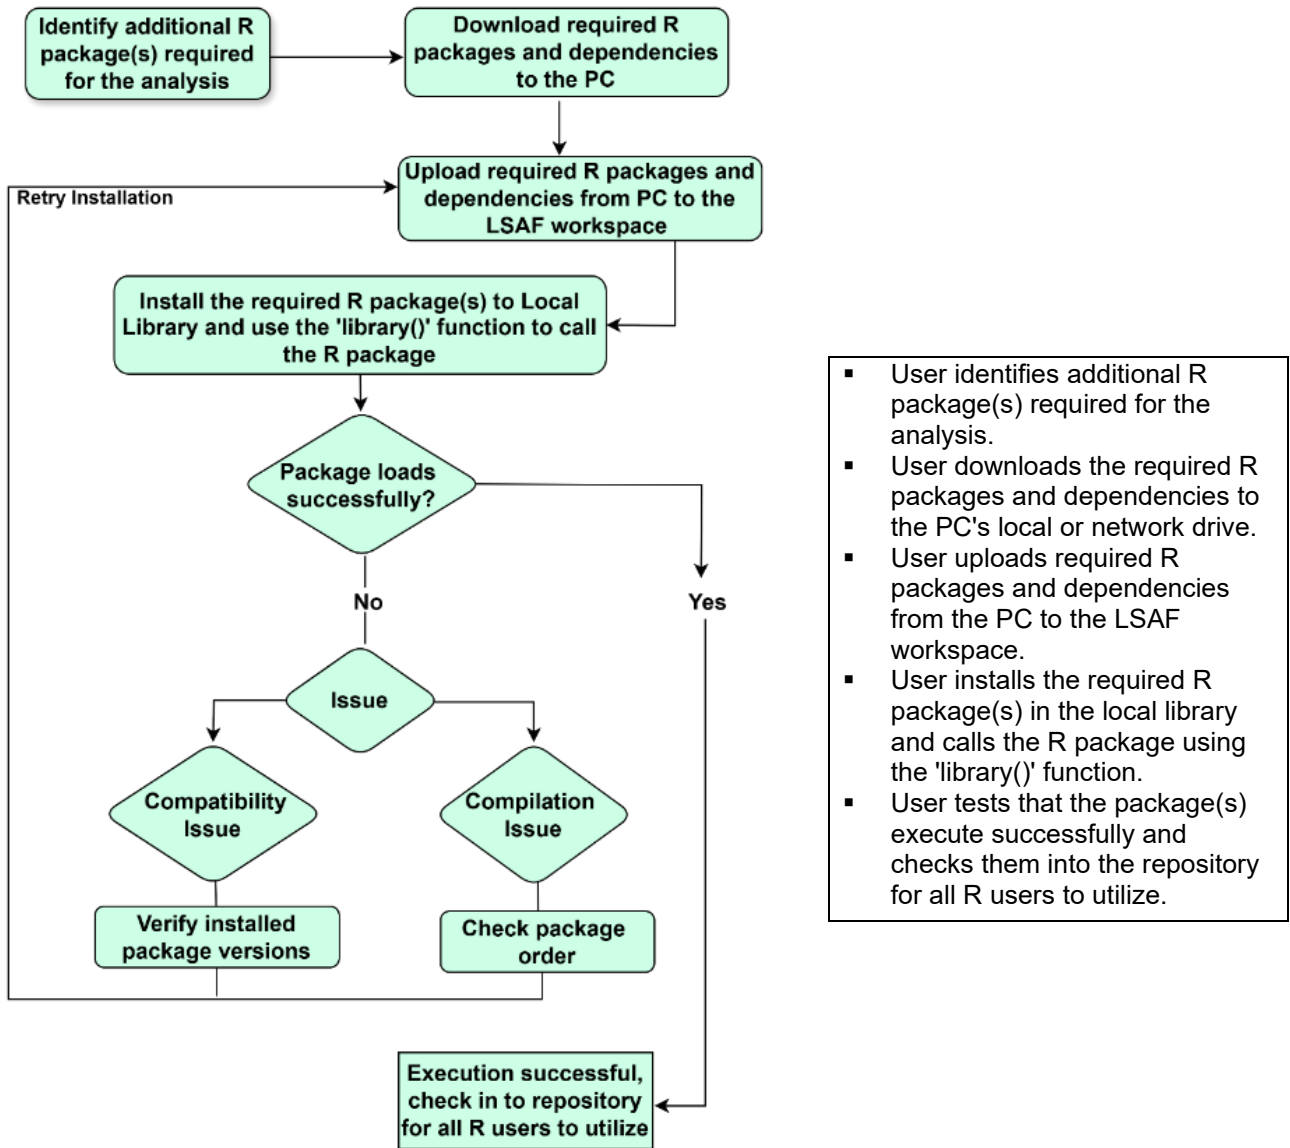 Identify additional R
package(s) required
for the analysis
Download required R
packages and dependencies
to the PC
Upload required R packages and
dependencies from PC to the
LSAF workspace
Retry Installation
Install the required R package(s) to Local
Library and use the 'library()' function to call
the R package
Package loads
successfully?
No
Yes
Issue
Compatibility
Issue
Compilation
Issue
Verify installed
package versions
Check package
order
Execution successful,
check in to repository
for all R users to utilize
▪ User identifies additional R
package(s) required for the
analysis.
▪ User downloads the required R
packages and dependencies to
the PC's local or network drive.
▪ User uploads required R
packages and dependencies
from the PC to the LSAF
workspace.
▪ User installs the required R
package(s) in the local library
and calls the R package using
the 'library()' function.
▪ User tests that the package(s)
execute successfully and
checks them into the repository
for all R users to utilize.